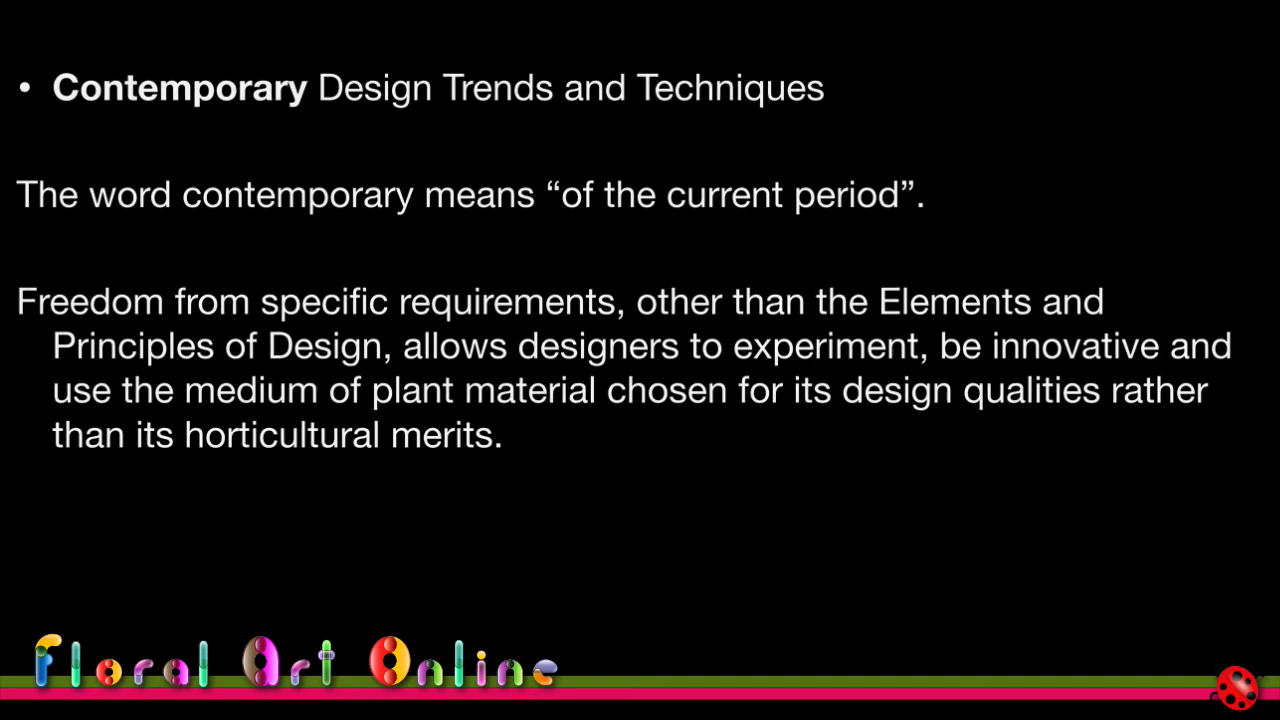 • Contemporary Design Trends and Techniques
The word contemporary means “of the current period”.
Freedom from specific requirements, other than the Elements and
Principles of Design, allows designers to experiment, be innovative and
use the medium of plant material chosen for its design qualities rather
than its horticultural merits.
Floral Art Online